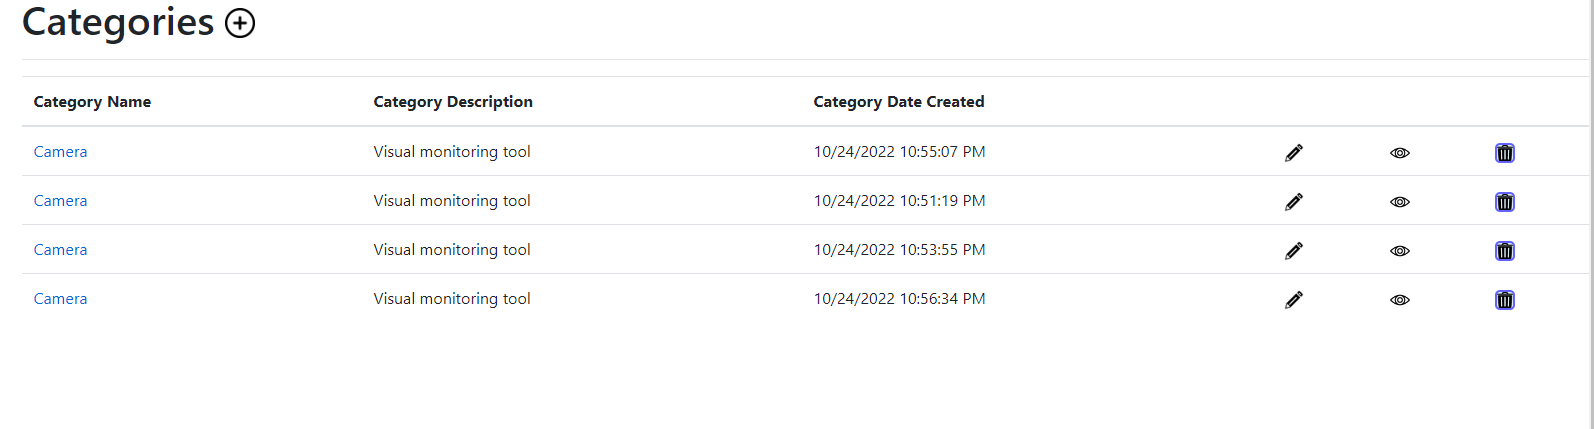 Categories
Category Name Category Description Category Date Created
Camera Visual monitoring tool 10/24/2022 10:55:07 PM
Camera Visual monitoring tool 10/24/2022 10:51:19 PM
Camera Visual monitoring tool 10/24/2022 10:53:55 PM
Camera Visual monitoring tool 10/24/2022 10:56:34 PM